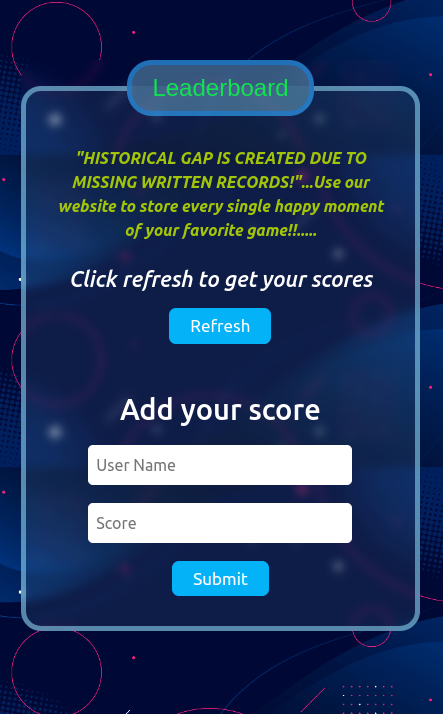 Leaderboard
"HISTORICAL GAP IS CREATED DUE TO
MISSING WRITTEN RECORDS!"...Use our
website to store every single happy moment
of your favorite game!!.....
Click refresh to get your scores
Refresh
Add your score
User Name
Score
Submit